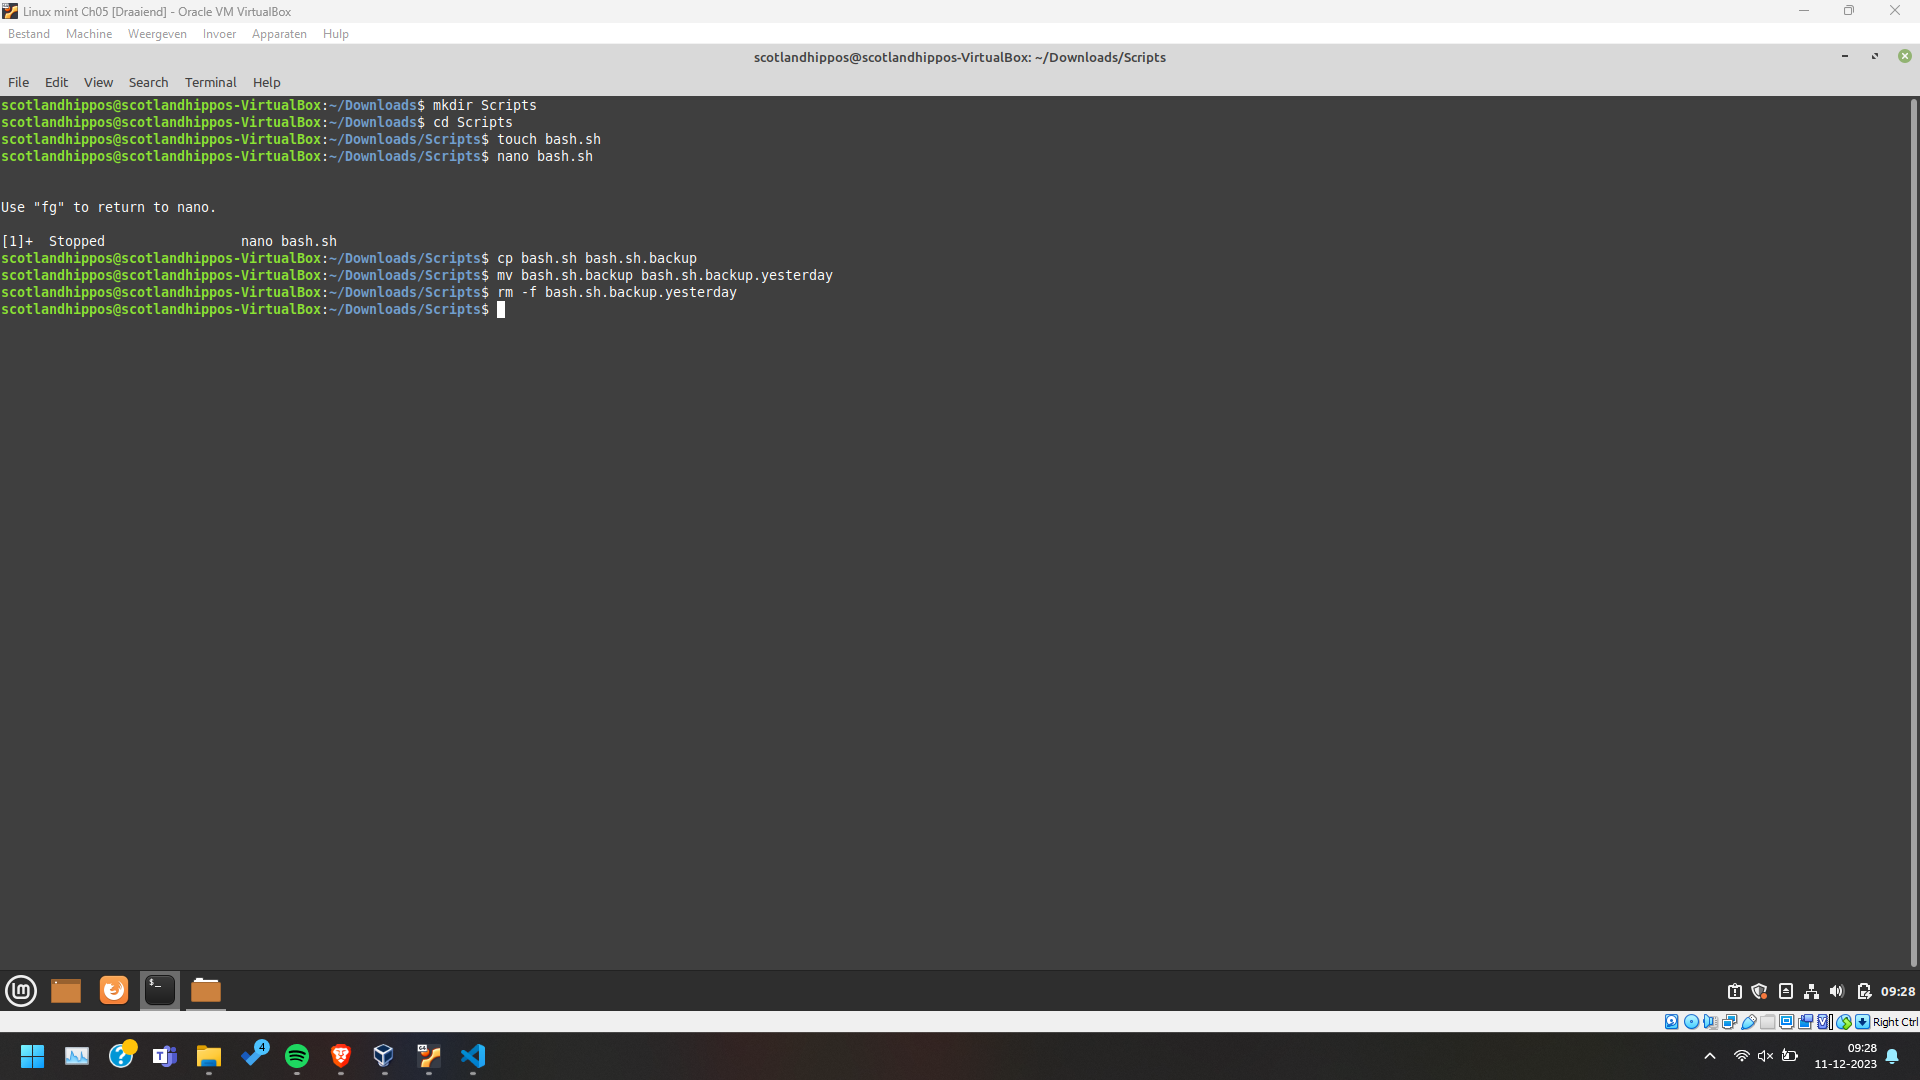 Linux mint Ch05 [Draaiend] - Oracle VM VirtualBox
Bestand Machine Weergeven Invoer Apparaten Hulp
scotlandhippos@scotlandhippos-VirtualBox: ~/Downloads/Scripts
File Edit View Search Terminal Help
scotlandhippos@scotlandhippos-VirtualBox:~/Downloads$ mkdir Scripts
scotlandhippos@scotlandhippos-VirtualBox:~/Downloads$ cd Scripts
scotlandhippos@scotlandhippos-VirtualBox:~/Downloads/Scripts$ touch bash.sh
scotlandhippos@scotlandhippos-VirtualBox:~/Downloads/Scripts$ nano bash.sh
Use "fg" to return to nano.
[1]+  Stopped                 nano bash.sh
scotlandhippos@scotlandhippos-VirtualBox:~/Downloads/Scripts$ cp bash.sh bash.sh.backup
scotlandhippos@scotlandhippos-VirtualBox:~/Downloads/Scripts$ mv bash.sh.backup bash.sh.backup.yesterday
scotlandhippos@scotlandhippos-VirtualBox:~/Downloads/Scripts$ rm -f bash.sh.backup.yesterday
scotlandhippos@scotlandhippos-VirtualBox:~/Downloads/Scripts$
09:28
Right Ctrl
4
09:28
11-12-2023